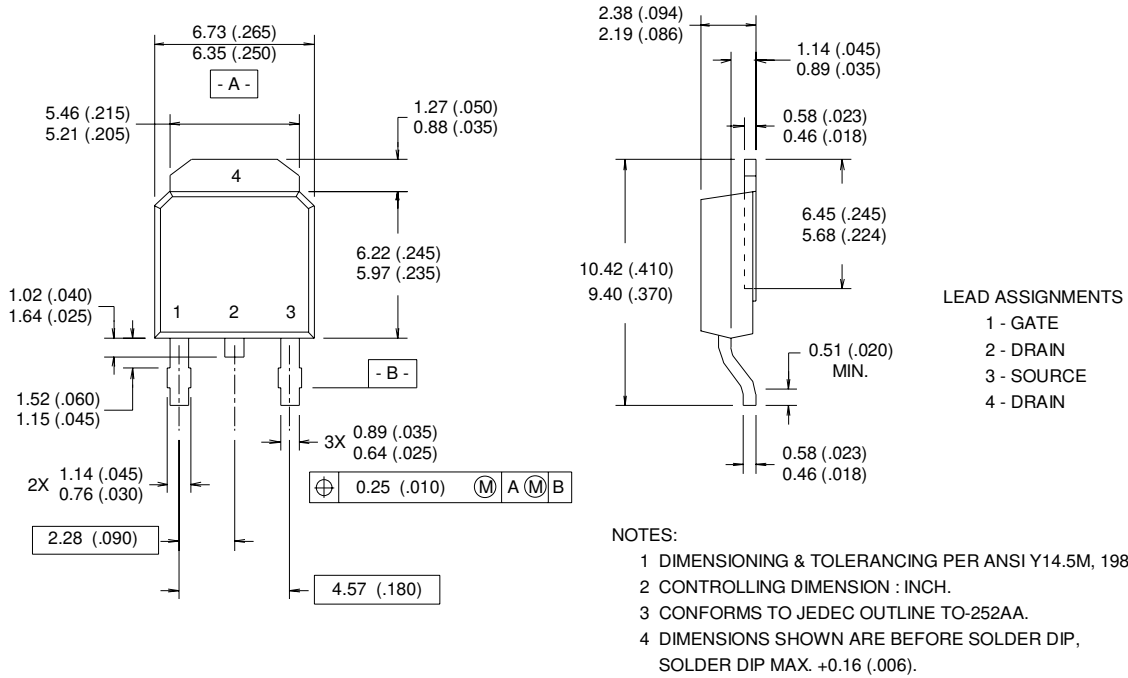 6.73 (.265)
6.35 (.250)
- A -
5.46 (.215)
5.21 (.205)
1.27 (.050)
0.88 (.035)
4
6.22 (.245)
5.97 (.235)
1.02 (.040)
1.64 (.025)
1 2 3
- B -
1.52 (.060)
1.15 (.045)
3X 0.89 (.035)
0.64 (.025)
2X 1.14 (.045)
0.76 (.030)
0.25 (.010) M A M B
2.28 (.090)
4.57 (.180)
2.38 (.094)
2.19 (.086)
1.14 (.045)
0.89 (.035)
0.58 (.023)
0.46 (.018)
6.45 (.245)
5.68 (.224)
10.42 (.410)
9.40 (.370)
0.51 (.020)
MIN.
0.58 (.023)
0.46 (.018)
LEAD ASSIGNMENTS
1 - GATE
2 - DRAIN
3 - SOURCE
4 - DRAIN
NOTES:
1 DIMENSIONING & TOLERANCING PER ANSI Y14.5M, 198
2 CONTROLLING DIMENSION : INCH.
3 CONFORMS TO JEDEC OUTLINE TO-252AA.
4 DIMENSIONS SHOWN ARE BEFORE SOLDER DIP,
SOLDER DIP MAX. +0.16 (.006).